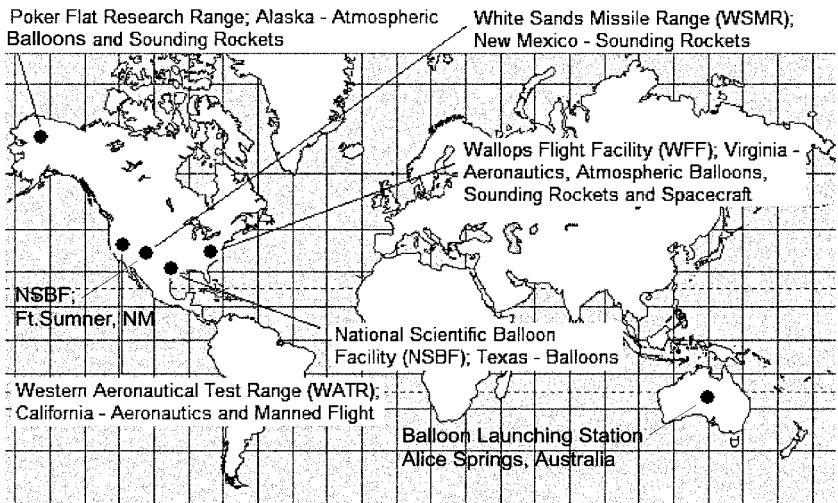 Poker Flat Research Range; Alaska - Atmospheric
Balloons and Sounding Rockets
White Sands Missile Range (WSMR);
New Mexico - Sounding Rockets
Wallops Flight Facility (WFF); Virginia -
Aeronautics, Atmospheric Balloons,
Sounding Rockets and Spacecraft
NSBF;
Ft.Sumner, NM
National Scientific Balloon
Facility (NSBF); Texas - Balloons
Western Aeronautical Test Range (WATR);
California - Aeronautics and Manned Flight
Balloon Launching Station
Alice Springs, Australia